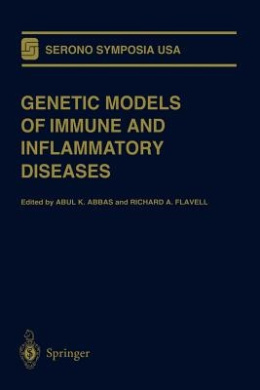 SERONO SYMPOSIA USA
GENETIC MODELS
OF IMMUNE AND
INFLAMMATORY
DISEASES
Edited by ABUL K. ABBAS and RICHARD A. FLAVELL
Springer